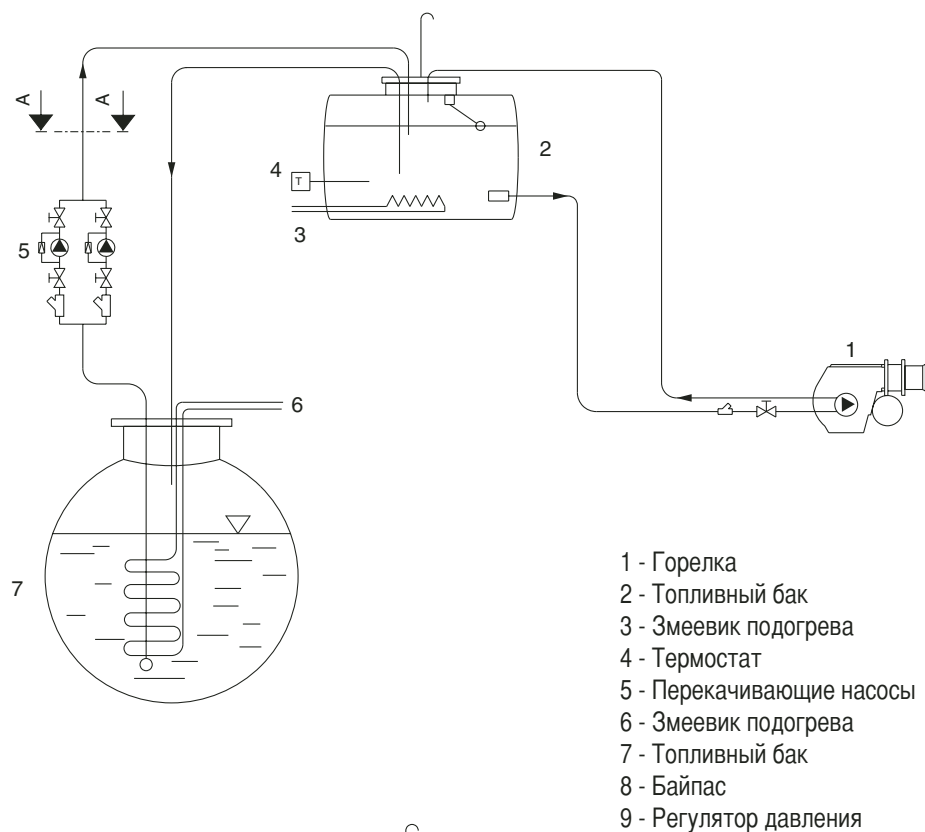 A A
2
4 T
3
5
1
6
7
1 - Горелка
2 - Топливный бак
3 - Змеевик подогрева
4 - Термостат
5 - Перекачивающие насосы
6 - Змеевик подогрева
7 - Топливный бак
8 - Байпас
9 - Регулятор давления